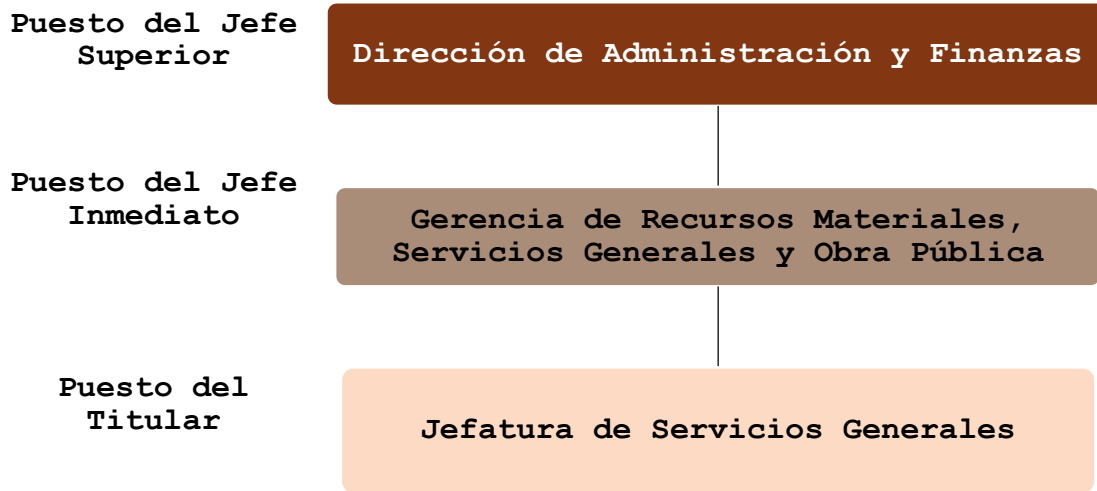 Puesto del Jefe
Superior
Dirección de Administración y Finanzas
Puesto del Jefe
Inmediato
Gerencia de Recursos Materiales,
Servicios Generales y Obra Pública
Puesto del
Titular
Jefatura de Servicios Generales